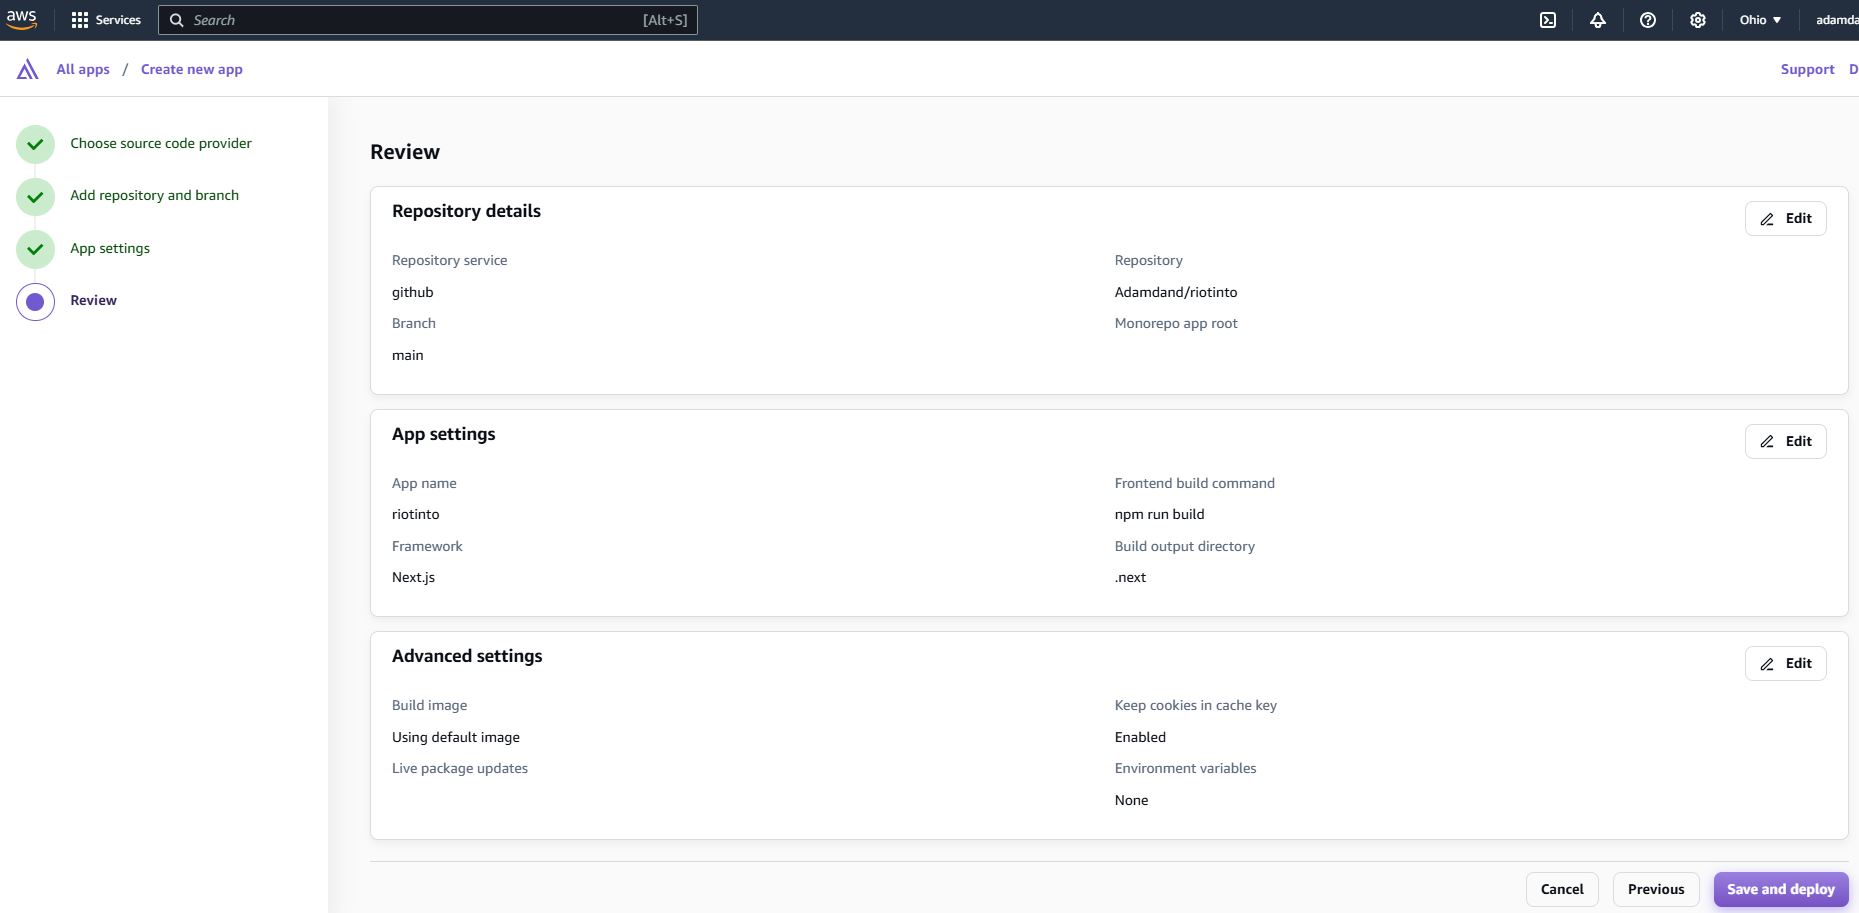 aws
Services
Search
[Alt+S]
Ohio
adamda
All apps / Create new app
Support
D
Choose source code provider
Add repository and branch
App settings
Review
Review
Repository details
Edit
Repository service
Repository
github
Adamdand/riotinto
Branch
Monorepo app root
main
App settings
Edit
App name
Frontend build command
riotinto
npm run build
Framework
Build output directory
Next.js
.next
Advanced settings
Edit
Build image
Keep cookies in cache key
Using default image
Enabled
Live package updates
Environment variables
None
Cancel
Previous
Save and deploy